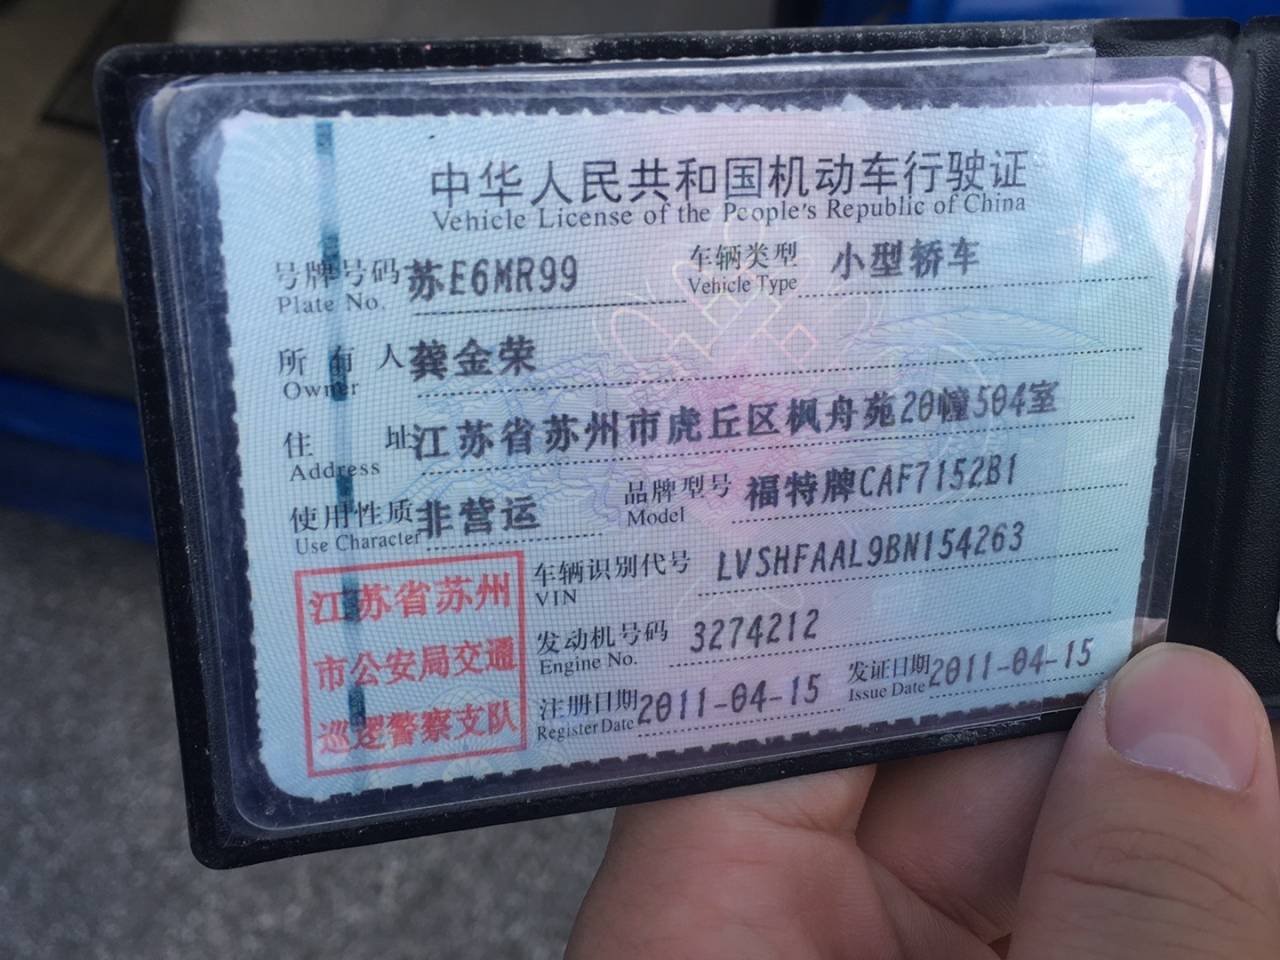 中华人民共和国机动车行驶证
Vehicle License of the People's Republic of China
号牌号码 苏E6MR99 车辆类型 小型轿车
Plate No. Vehicle Type
所有人 龚金荣
Owner
住址 江苏省苏州市虎丘区枫舟苑20幢504室
Address
使用性质 非营运 品牌型号 福特牌CAF7152B1
Use Character Model
车辆识别代号 LVSHFAAL9BN154263
VIN
发动机号码 3274212
Engine No.
注册日期 2011-04-15 发证日期 2011-04-15
Register Date Issue Date
江苏省苏州
市公安局交通
巡逻警察支队